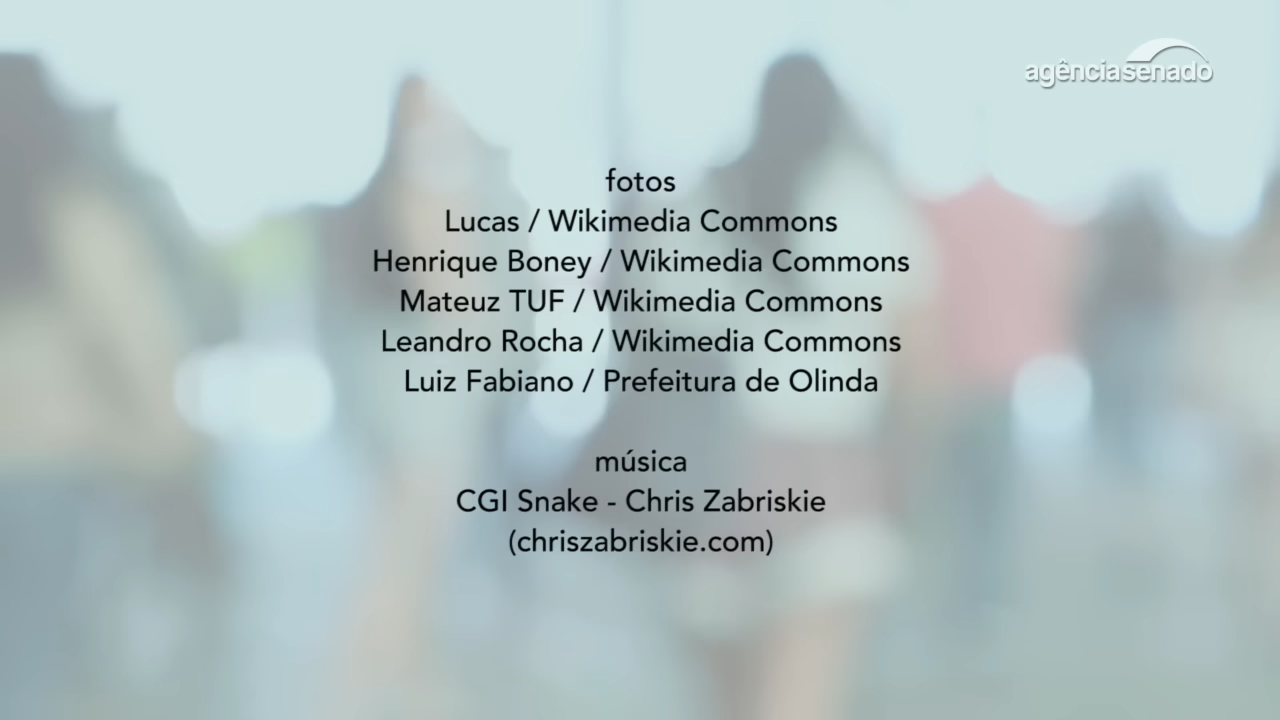 agênciasenado
fotos
Lucas / Wikimedia Commons
Henrique Boney / Wikimedia Commons
Mateuz TUF / Wikimedia Commons
Leandro Rocha / Wikimedia Commons
Luiz Fabiano / Prefeitura de Olinda
música
CGI Snake - Chris Zabriskie
(chriszabriskie.com)